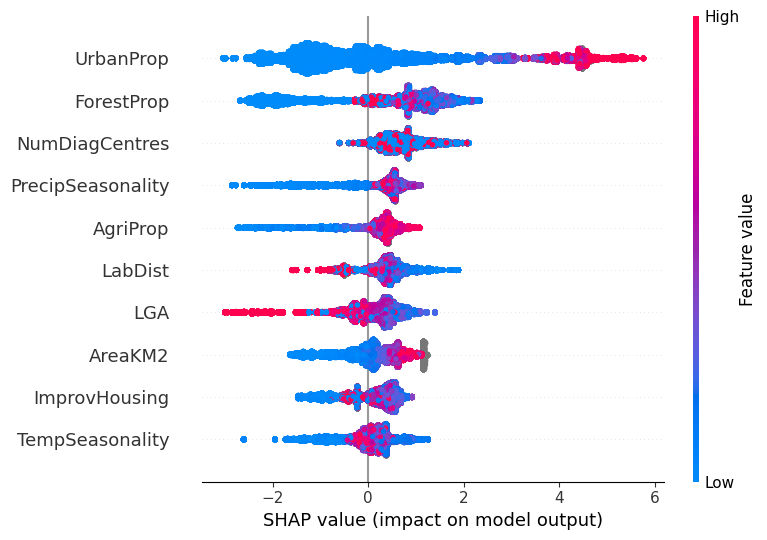 High
UrbanProp
ForestProp
NumDiagCentres
PrecipSeasonality
AgriProp
LabDist
LGA
AreaKM2
ImprovHousing
TempSeasonality
Feature value
Low
−2 0 2 4 6
SHAP value (impact on model output)